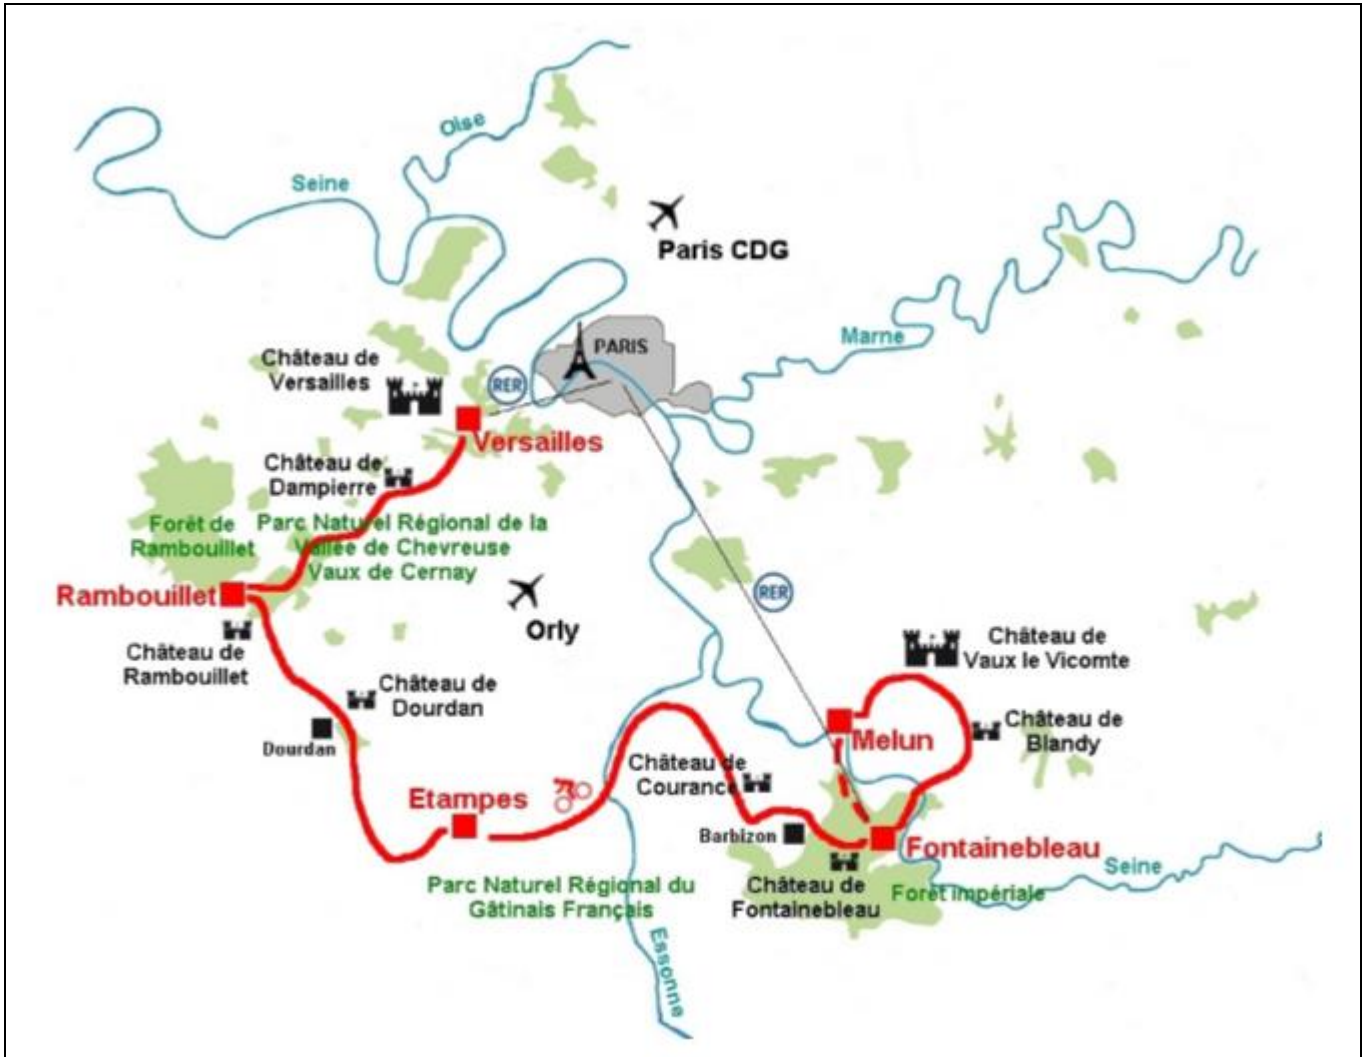 Oise
Seine
Paris CDG
Marne
PARIS
Château de
Versailles
RER
Versailles
Château de
Dampierre
Forêt de
Rambouillet
Parc Naturel Régional de la
Vallée de Chevreuse
Vaux de Cernay
Rambouillet
Orly
RER
Château de
Rambouillet
Château de
Vaux le Vicomte
Château de
Dourdan
Château de
Blandy
Dourdan
Melun
Château de
Courance
Etampes
Barbizon
Fontainebleau
Seine
Parc Naturel Régional du
Gâtinais Français
Château de
Fontainebleau
Forêt impériale
Essonne